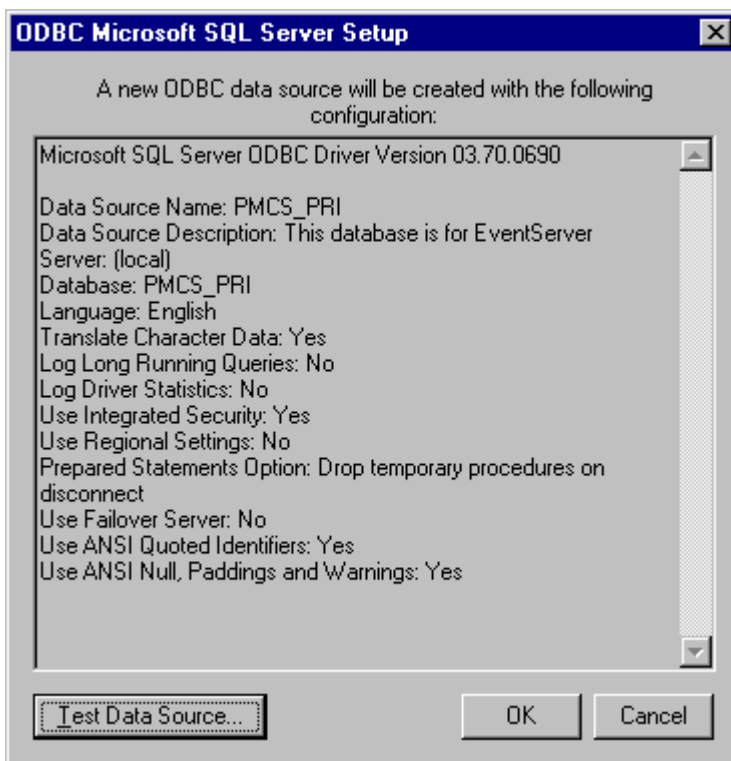 ODBC Microsoft SQL Server Setup
A new ODBC data source will be created with the following
configuration:
Microsoft SQL Server ODBC Driver Version 03.70.0690
Data Source Name: PMCS_PRI
Data Source Description: This database is for EventServer
Server: (local)
Database: PMCS_PRI
Language: English
Translate Character Data: Yes
Log Long Running Queries: No
Log Driver Statistics: No
Use Integrated Security: Yes
Use Regional Settings: No
Prepared Statements Option: Drop temporary procedures on
disconnect
Use Failover Server: No
Use ANSI Quoted Identifiers: Yes
Use ANSI Null, Paddings and Warnings: Yes
Test Data Source...
OK
Cancel